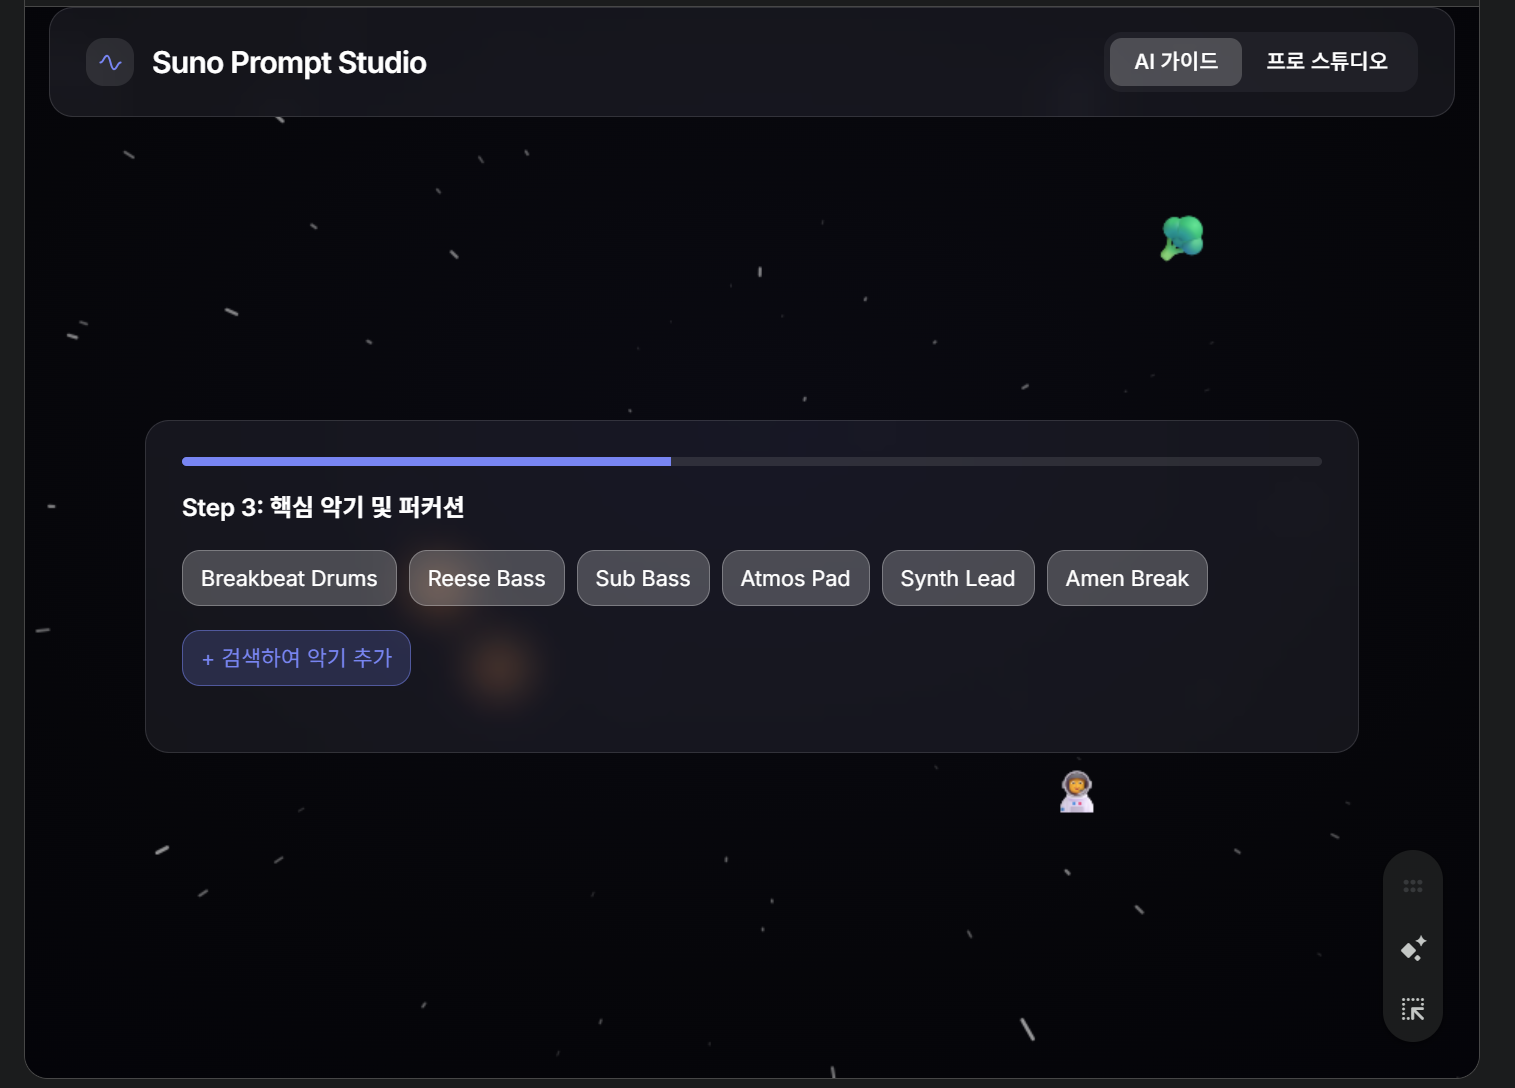 Suno Prompt Studio
AI 가이드
프로 스튜디오
Step 3: 핵심 악기 및 퍼커션
Breakbeat Drums
Reese Bass
Sub Bass
Atmos Pad
Synth Lead
Amen Break
+ 검색하여 악기 추가